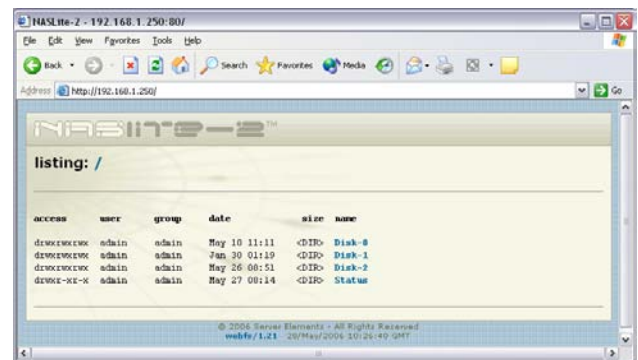 NASLite-2 - 192.168.1.250:80/
File Edit View Favorites Tools Help
Back Search Favorites Media
Address http://192.168.1.250/ Go
NASlite-2™
listing: /
access user group date size name
drwxrwxrwx admin admin May 10 11:11 <DIR> Disk-0
drwxrwxrwx admin admin Jan 30 01:19 <DIR> Disk-1
drwxrwxrwx admin admin May 26 08:51 <DIR> Disk-2
drwxr-xr-x admin admin May 27 08:14 <DIR> Status
© 2006 Server Elements - All Rights Reserved
webfs/1.21 28/May/2006 10:26:40 GMT